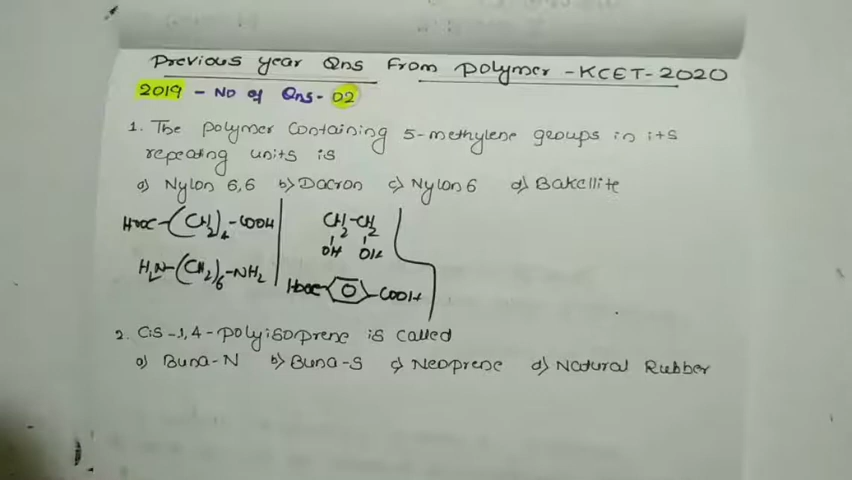 Previous year Qns From Polymer - KCET-2020
2019 - No of Qns- 02
1. The polymer containing 5-methylene groups in its
repeating units is
a) Nylon 6,6 b) Dacron c) Nylon 6 d) Bakelite
HOOC-(CH2)4-COOH
H2N-(CH2)6-NH2
CH2-CH2
OH OH
HOOC- -COOH
2. Cis-1,4-polyisorprene is called
a) Buna-N b) Buna-S c) Neoprene d) Natural Rubber